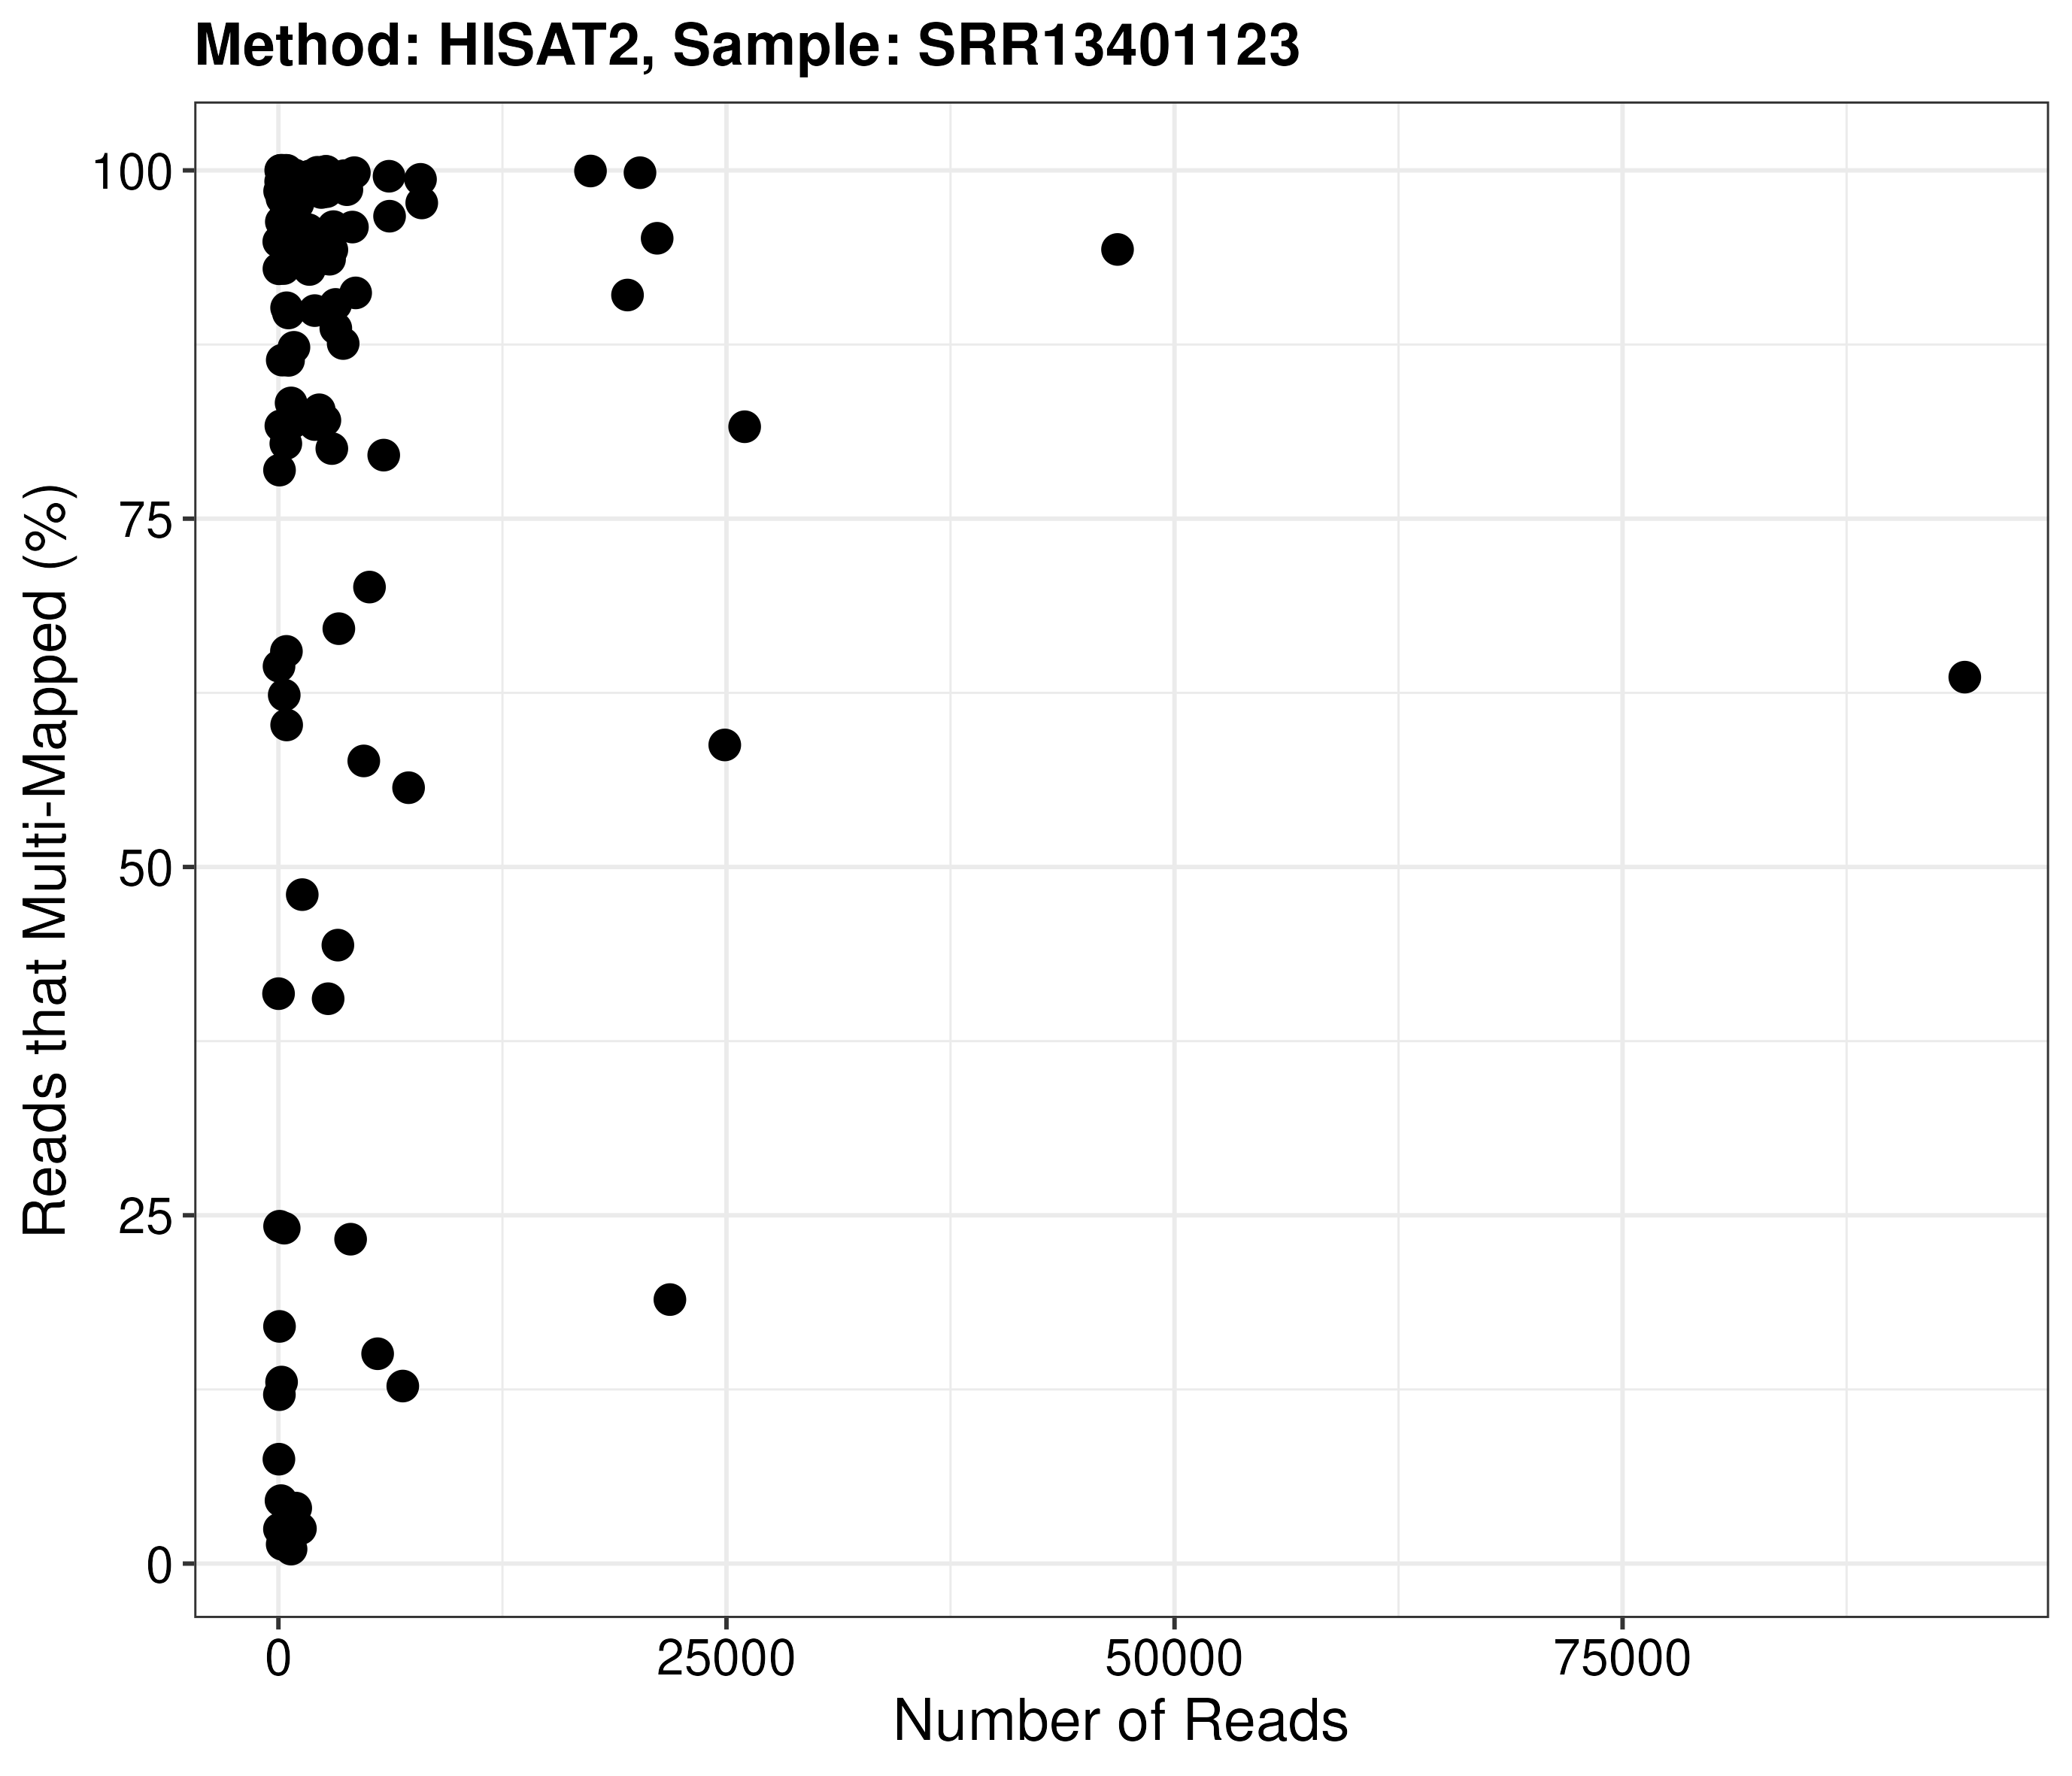 Method: HISAT2, Sample: SRR13401123
Reads that Multi-Mapped (%)
100
75
50
25
0
0 25000 50000 75000
Number of Reads